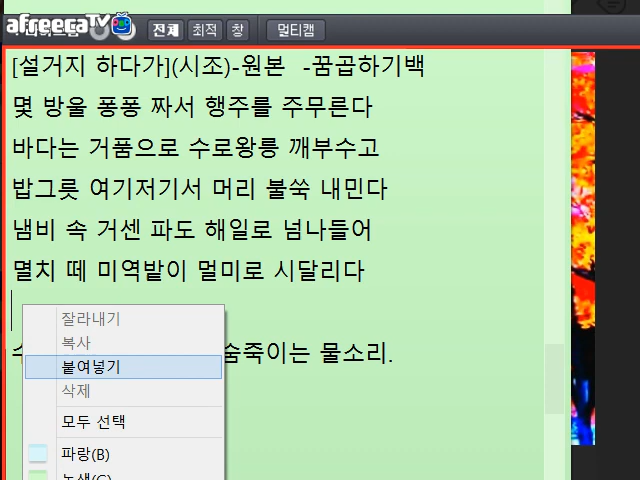 afreecaTV
전체 최적 창 멀티캠
[설거지 하다가](시조)-원본 -꿈곱하기백
몇 방울 퐁퐁 짜서 행주를 주무른다
바다는 거품으로 수로왕릉 깨부수고
밥그릇 여기저기서 머리 불쑥 내민다
냄비 속 거센 파도 해일로 넘나들어
멸치 떼 미역밭이 멀미로 시달리다
숨죽이는 물소리.
잘라내기
복사
붙여넣기
삭제
모두 선택
파랑(B)
녹색(G)